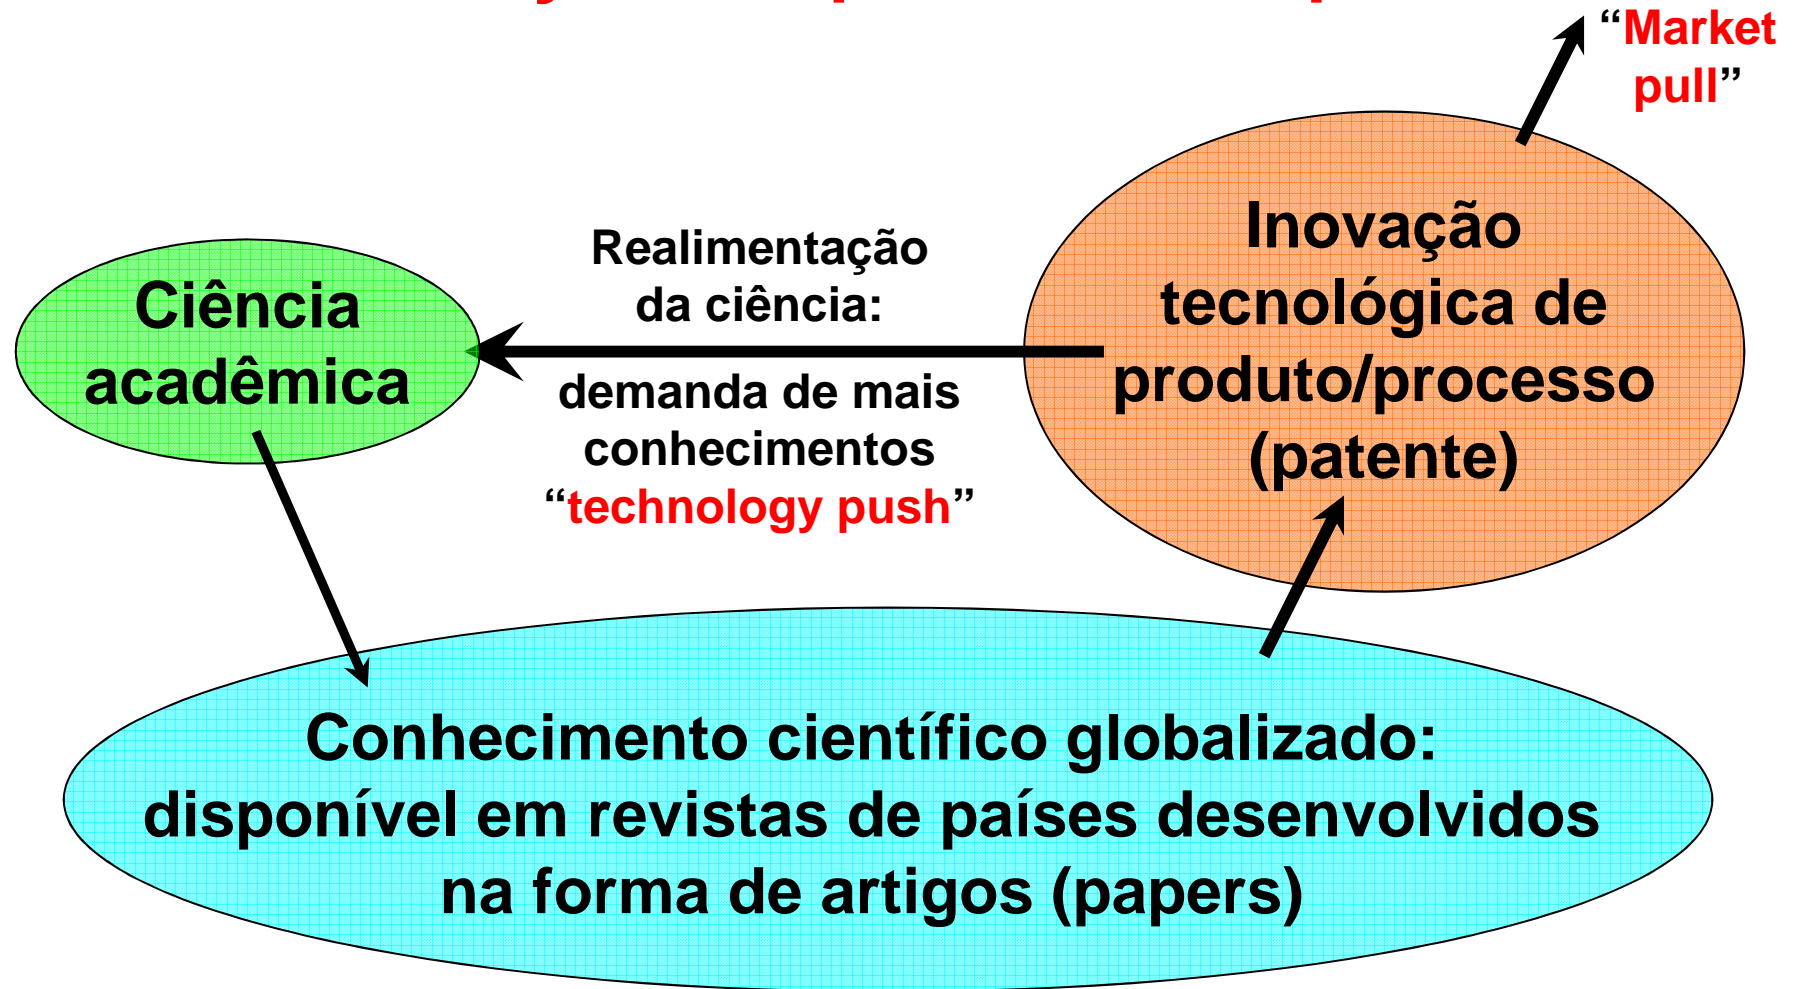 “Market
pull”
Inovação
tecnológica de
produto/processo
(patente)
Realimentação
da ciência:
demanda de mais
conhecimentos
“technology push”
Ciência
acadêmica
Conhecimento científico globalizado:
disponível em revistas de países desenvolvidos
na forma de artigos (papers)